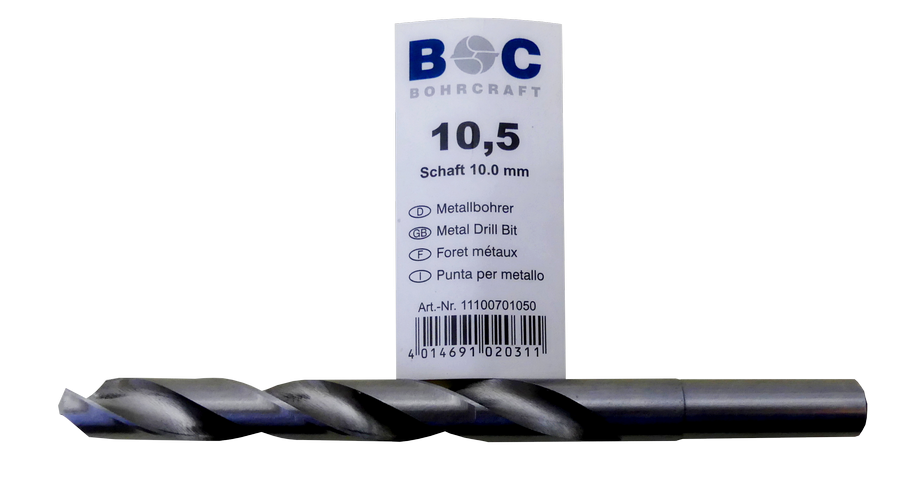 BOC
BOHRCRAFT
10,5
Schaft 10.0 mm
D Metallbohrer
GB Metal Drill Bit
F Foret métaux
I Punta per metallo
Art.-Nr. 11100701050
4 014691 020311